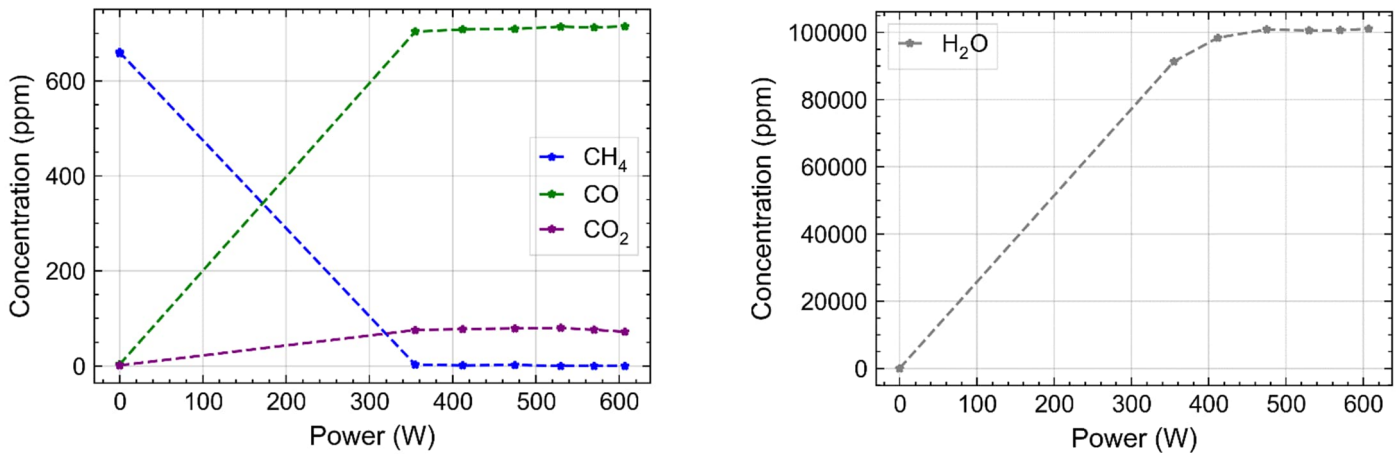 Concentration (ppm)
600
400
200
0
CH₄
CO
CO₂
0 100 200 300 400 500 600
Power (W)
Concentration (ppm)
100000
80000
60000
40000
20000
0
H₂O
0 100 200 300 400 500 600
Power (W)